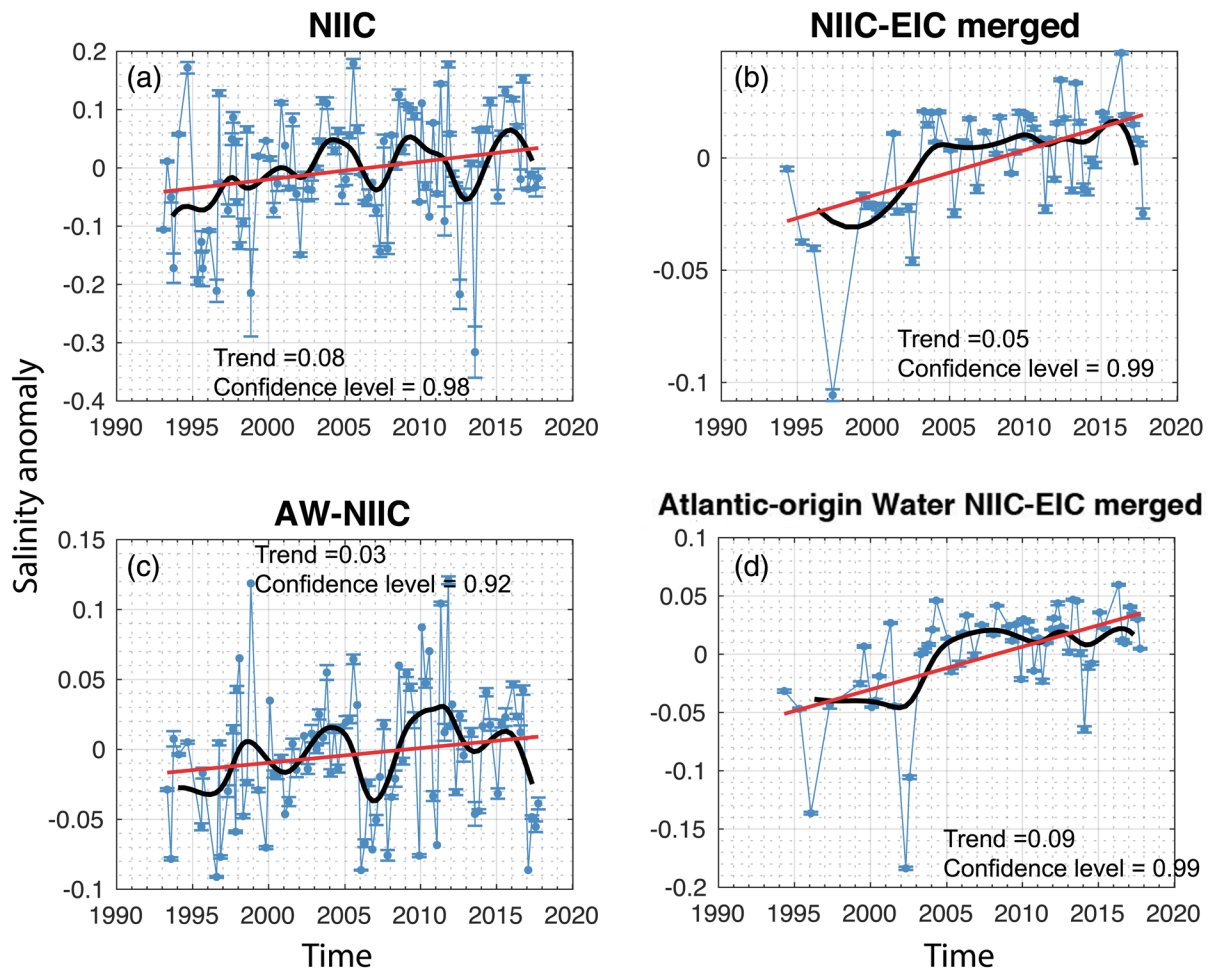 NIIC
NIIC-EIC merged
0.2
0.1
0
-0.1
-0.2
-0.3
-0.4
(a)
Trend =0.08
Confidence level = 0.98
1990 1995 2000 2005 2010 2015 2020
0
-0.05
-0.1
(b)
Trend =0.05
Confidence level = 0.99
1990 1995 2000 2005 2010 2015 2020
Salinity anomaly
AW-NIIC
Atlantic-origin Water NIIC-EIC merged
0.15
0.1
0.05
0
-0.05
-0.1
(c)
Trend =0.03
Confidence level = 0.92
1990 1995 2000 2005 2010 2015 2020
Time
0.1
0.05
0
-0.05
-0.1
-0.15
-0.2
(d)
Trend =0.09
Confidence level = 0.99
1990 1995 2000 2005 2010 2015 2020
Time